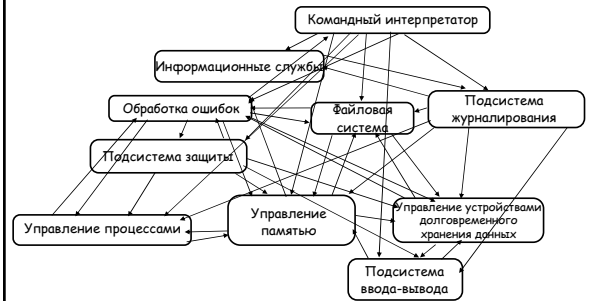 Командный интерпретатор
Информационные службы
Обработка ошибок
Файловая
система
Подсистема
журналирования
Подсистема защиты
Управление процессами
Управление
памятью
Управление устройствами
долговременного
хранения данных
Подсистема
ввода-вывода